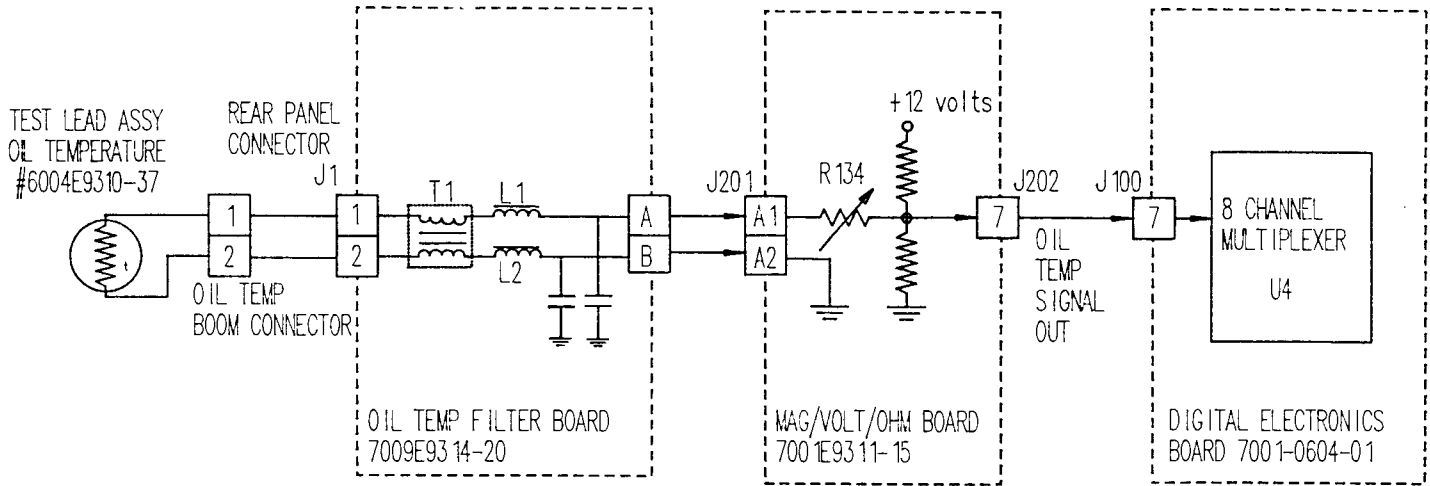 TEST LEAD ASSY
OIL TEMPERATURE
#6004E9310-37
t
1
2
OIL TEMP
BOOM CONNECTOR
REAR PANEL
CONNECTOR
J1
1
2
T1
L1
L2
A
B
OIL TEMP FILTER BOARD
7009E9314-20
J201
A1
A2
R134
+12 volts
MAG/VOLT/OHM BOARD
7001E9311-15
7
J202
OIL
TEMP
SIGNAL
OUT
J100
7
8 CHANNEL
MULTIPLEXER
U4
DIGITAL ELECTRONICS
BOARD 7001-0604-01